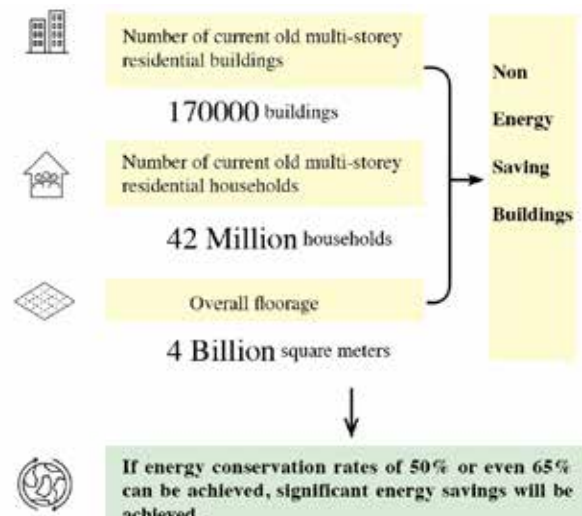 Number of current old multi-storey
residential buildings
170000 buildings
Number of current old multi-storey
residential households
42 Million households
Overall floorage
4 Billion square meters
Non
Energy
Saving
Buildings
If energy conservation rates of 50% or even 65%
can be achieved, significant energy savings will be
achieved